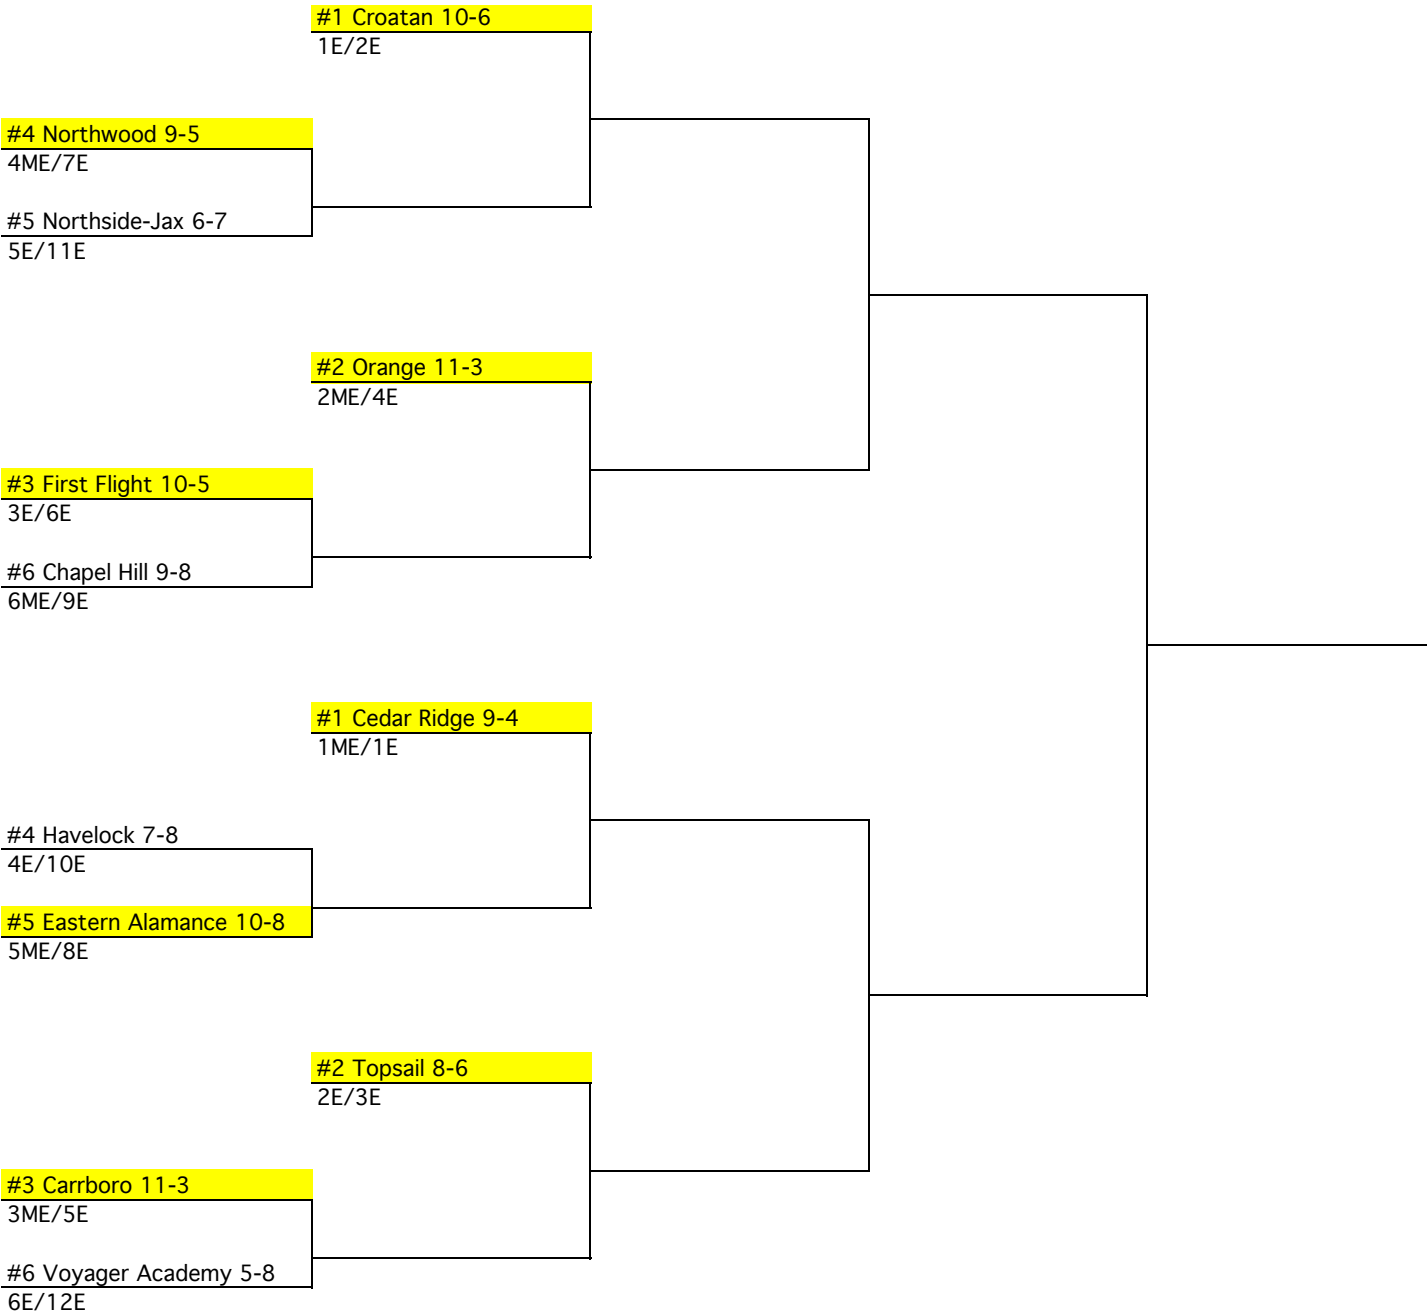 #1 Croatan 10-6
1E/2E
#4 Northwood 9-5
4ME/7E
#5 Northside-Jax 6-7
5E/11E
#2 Orange 11-3
2ME/4E
#3 First Flight 10-5
3E/6E
#6 Chapel Hill 9-8
6ME/9E
#1 Cedar Ridge 9-4
1ME/1E
#4 Havelock 7-8
4E/10E
#5 Eastern Alamance 10-8
5ME/8E
#2 Topsail 8-6
2E/3E
#3 Carrboro 11-3
3ME/5E
#6 Voyager Academy 5-8
6E/12E